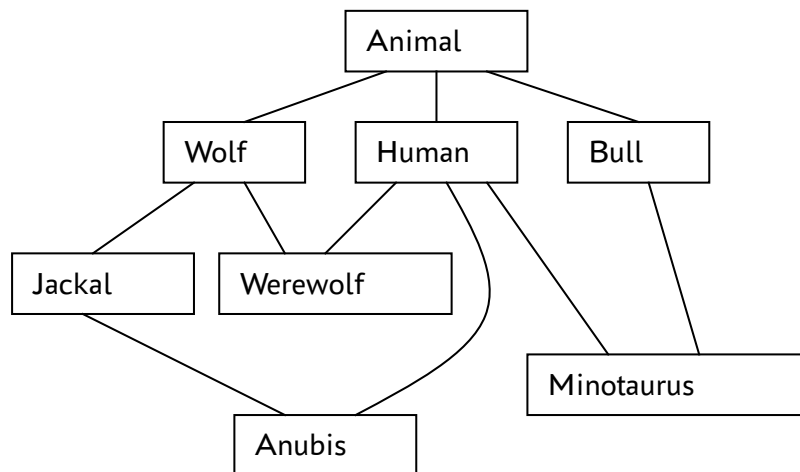 Animal
Wolf
Human
Bull
Jackal
Werewolf
Minotaurus
Anubis